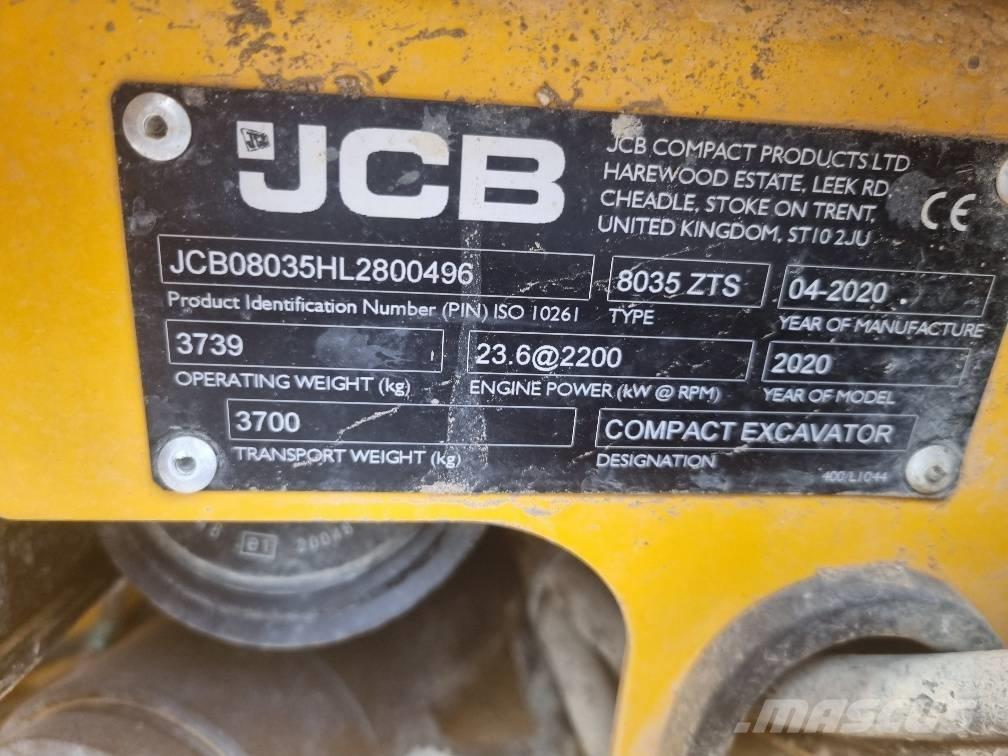 JCB
JCB
JCB COMPACT PRODUCTS LTD
HAREWOOD ESTATE, LEEK RD
CHEADLE, STOKE ON TRENT,
UNITED KINGDOM, ST10 2JU
CE
JCB08035HL2800496
Product Identification Number (PIN) ISO 10261
8035 ZTS
TYPE
04-2020
YEAR OF MANUFACTURE
3739
OPERATING WEIGHT (kg)
23.6@2200
ENGINE POWER (kW @ RPM)
2020
YEAR OF MODEL
3700
TRANSPORT WEIGHT (kg)
COMPACT EXCAVATOR
DESIGNATION
400/L1044
MASCUS